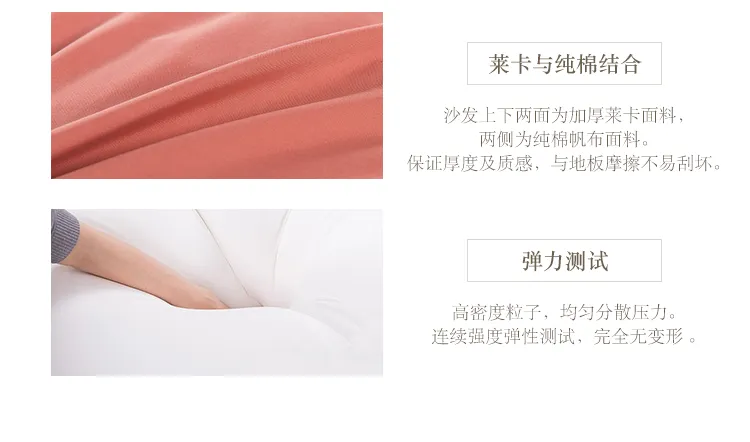 莱卡与纯棉结合
沙发上下两面为加厚莱卡面料，
两侧为纯棉帆布面料。
保证厚度及质感，与地板摩擦不易刮坏。
弹力测试
高密度粒子，均匀分散压力。
连续强度弹性测试，完全无变形 。